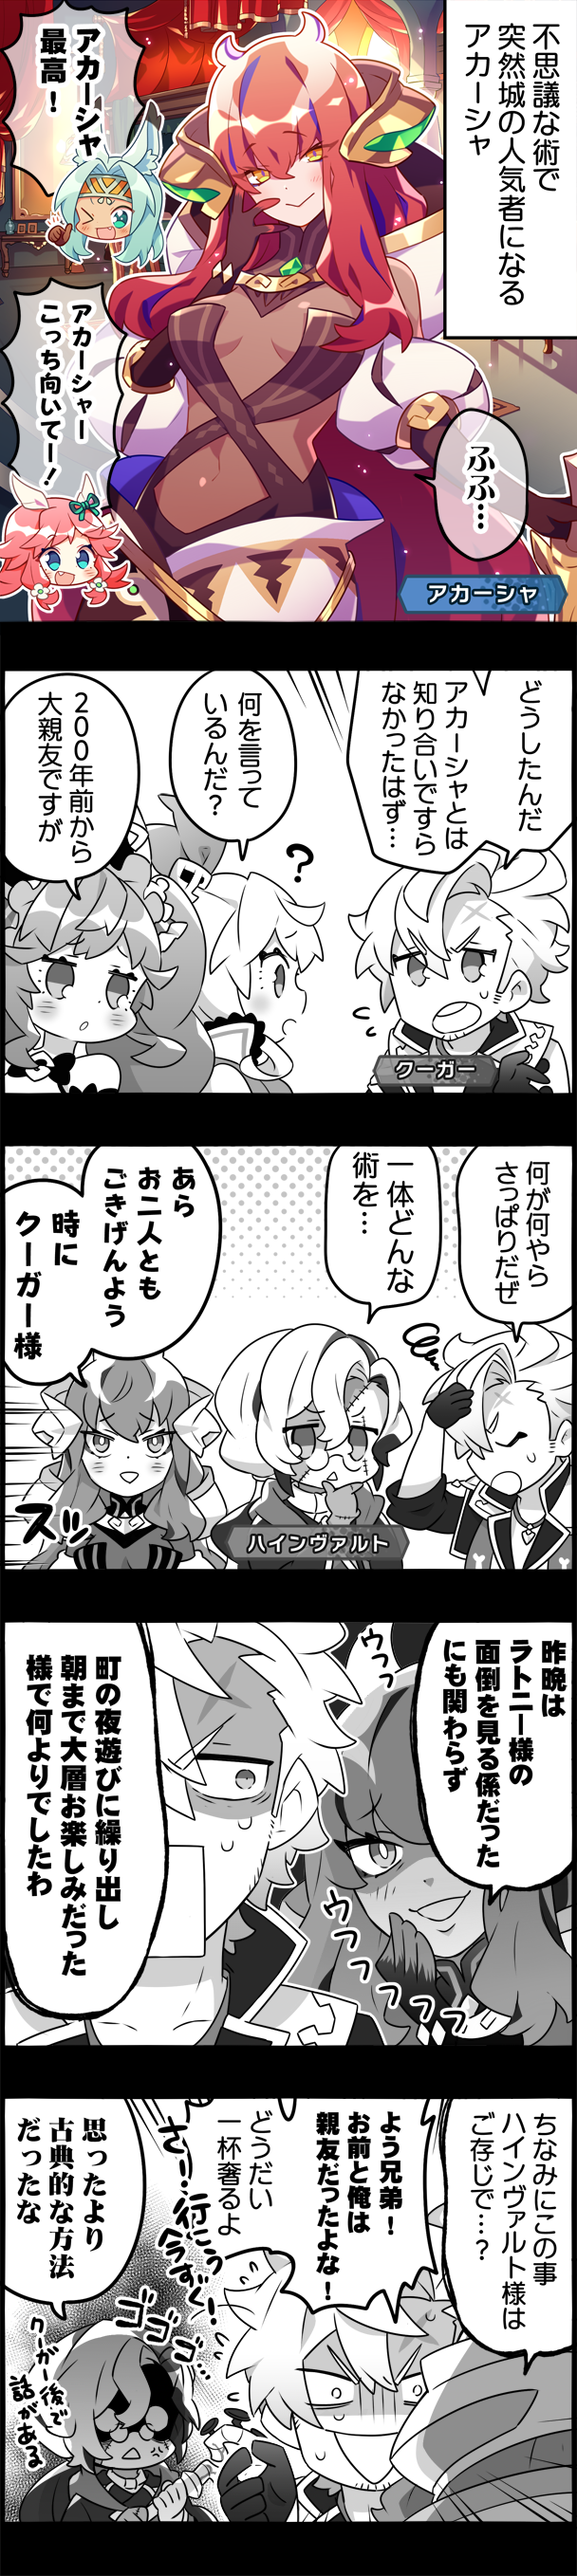 不思議な術で
突然城の人気者になる
アカーシャ
アカーシャ
最高！
アカーシャー
こっち向いてー！
ふふ…
アカーシャ
どうしたんだ
アカーシャとは
知り合いですら
なかったはず…
何を言って
いるんだ？
？
200年前から
大親友ですが
クーガー
何が何やら
さっぱりだぜ
一体どんな
術を…
あら
お二人とも
ごきげんよう
時に
クーガー様
スッ
ハインヴァルト
昨晩は
ラトニー様の
面倒を見る係だった
にも関わらず
ウフフ
町の夜遊びに繰り出し
朝まで大層お楽しみだった
様で何よりでしたわ
ウフフフフフフ
ちなみにこの事
ハインヴァルト様は
ご存じで…？
よう兄弟！
お前と俺は
親友だったよな！
どうだい
一杯奢るよ
さ！…行こう
今すぐ！
思ったより
古典的な方法
だったな
ゴゴゴ…
クーガー後で
話がある